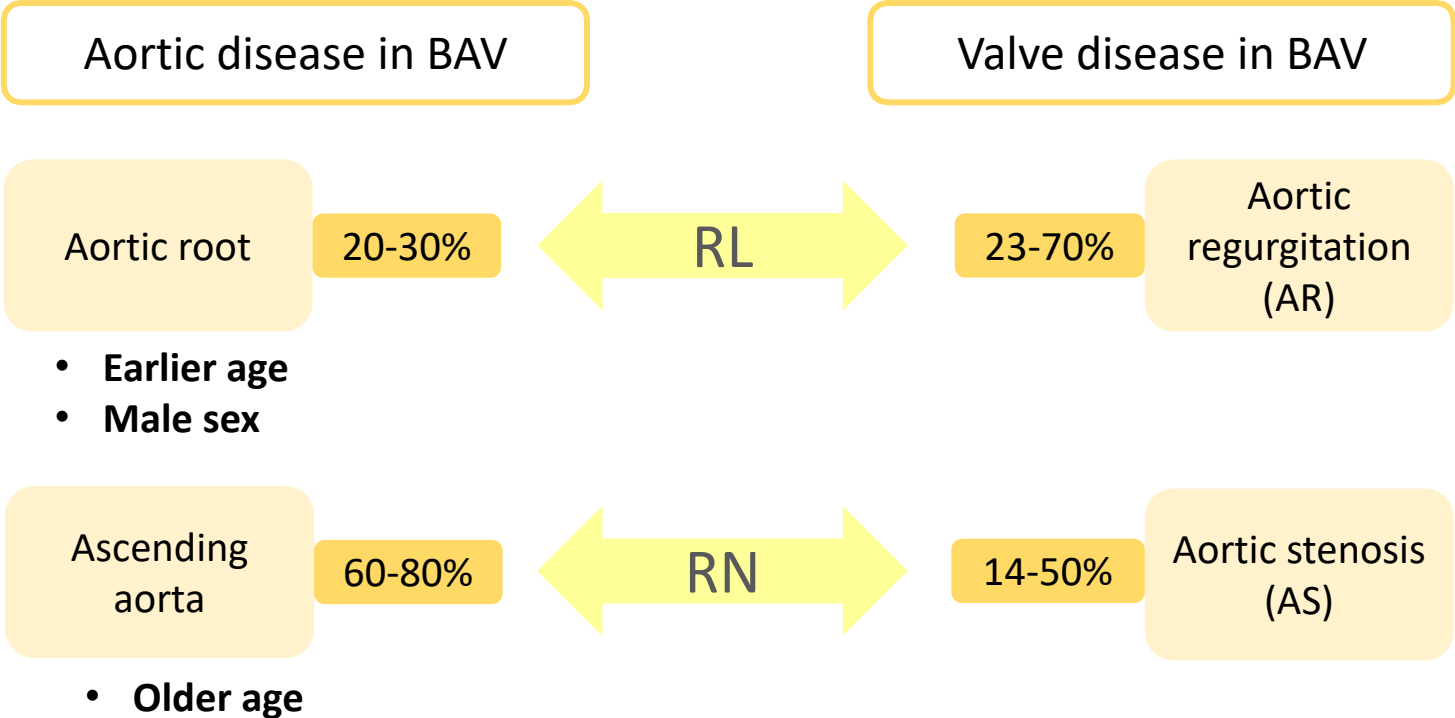 Aortic disease in BAV
Valve disease in BAV
Aortic root
20-30%
RL
23-70%
Aortic
regurgitation
(AR)
• Earlier age
• Male sex
Ascending
aorta
60-80%
RN
14-50%
Aortic stenosis
(AS)
• Older age